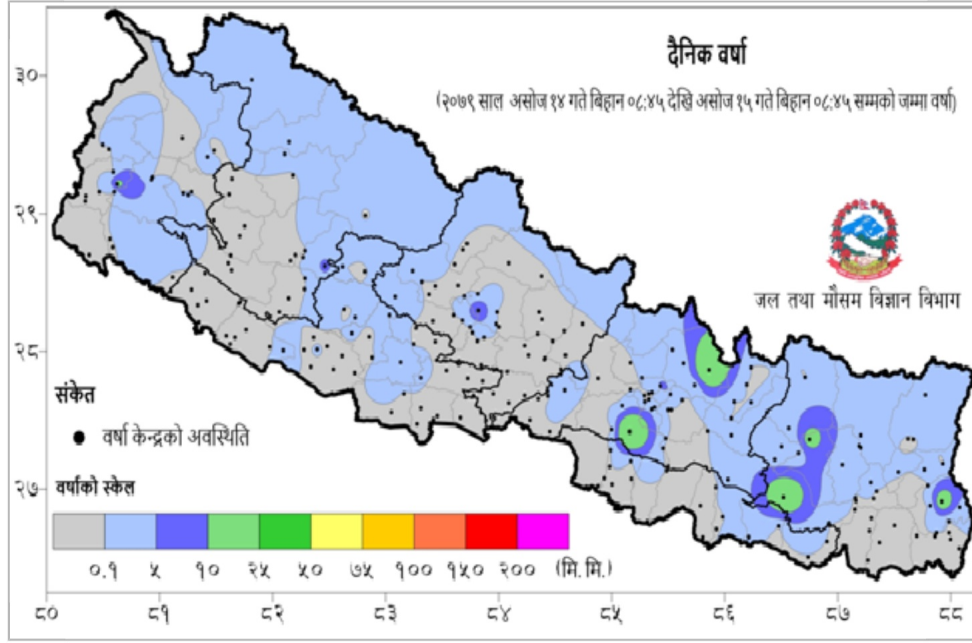 दैनिक वर्षा
(२०७९ साल असोज १४ गते बिहान ०८:४५ देखि असोज १५ गते बिहान ०८:४५ सम्मको जम्मा वर्षा)
३०
२९
जल तथा मौसम विज्ञान विभाग
२८
संकेत
वर्षा केन्द्रको अवस्थिति
२७
वर्षाको स्केल
०.१ ५ १० २५ ५० ७५ १०० १५० २०० (मि.मि.)
८० ८१ ८२ ८३ ८४ ८५ ८६ ८७ ८८